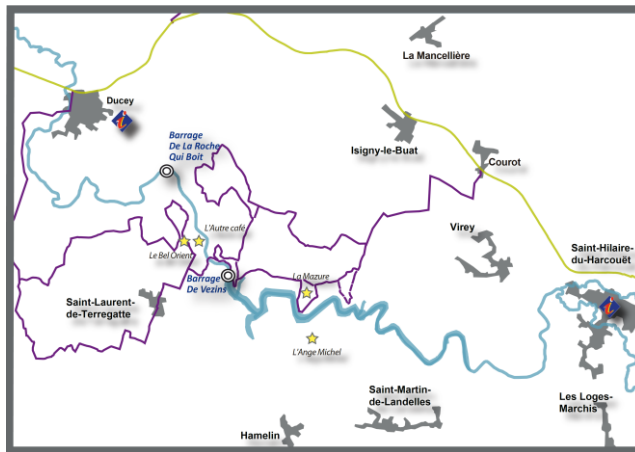 La Mancellière
Ducey
i
Barrage
De La Roche
Qui Boit
Isigny-le-Buat
Courot
L'Autre café
Virey
Le Bel Orient
Saint-Hilaire
-du-Harcouët
La Mazure
Barrage
De Vezins
Saint-Laurent-
de-Terregatte
i
L'Ange Michel
Saint-Martin-
de-Landelles
Les Loges-
Marchis
Hamelin